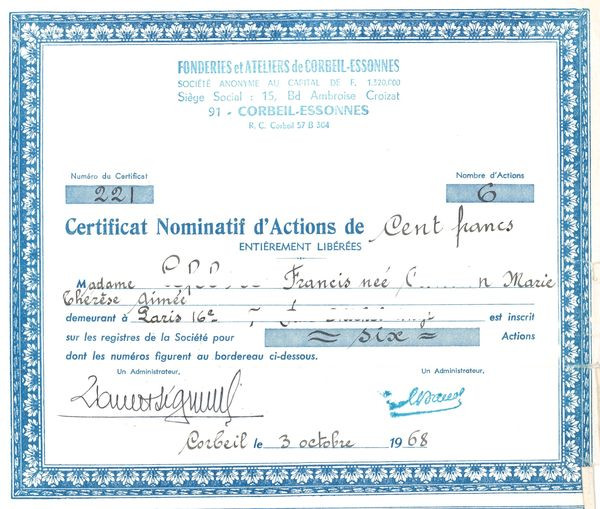 FONDERIES et ATELIERS de CORBEIL-ESSONNES
SOCIÉTÉ ANONYME AU CAPITAL DE F. 1.320.000
Siège Social : 15, Bd Ambroise Croizat
91 - CORBEIL-ESSONNES
R. C. Corbeil 57 B 304
Numéro du Certificat
Nombre d'Actions
221
6
Certificat Nominatif d'Actions de Cent francs
ENTIÈREMENT LIBÉRÉES
Madame Francis née Marie
Thérèse Aimée
demeurant à Paris 16e est inscrit
sur les registres de la Société pour = six = Actions
dont les numéros figurent au bordereau ci-dessous.
Un Administrateur,
Un Administrateur,
Corbeil le 3 octobre 1968